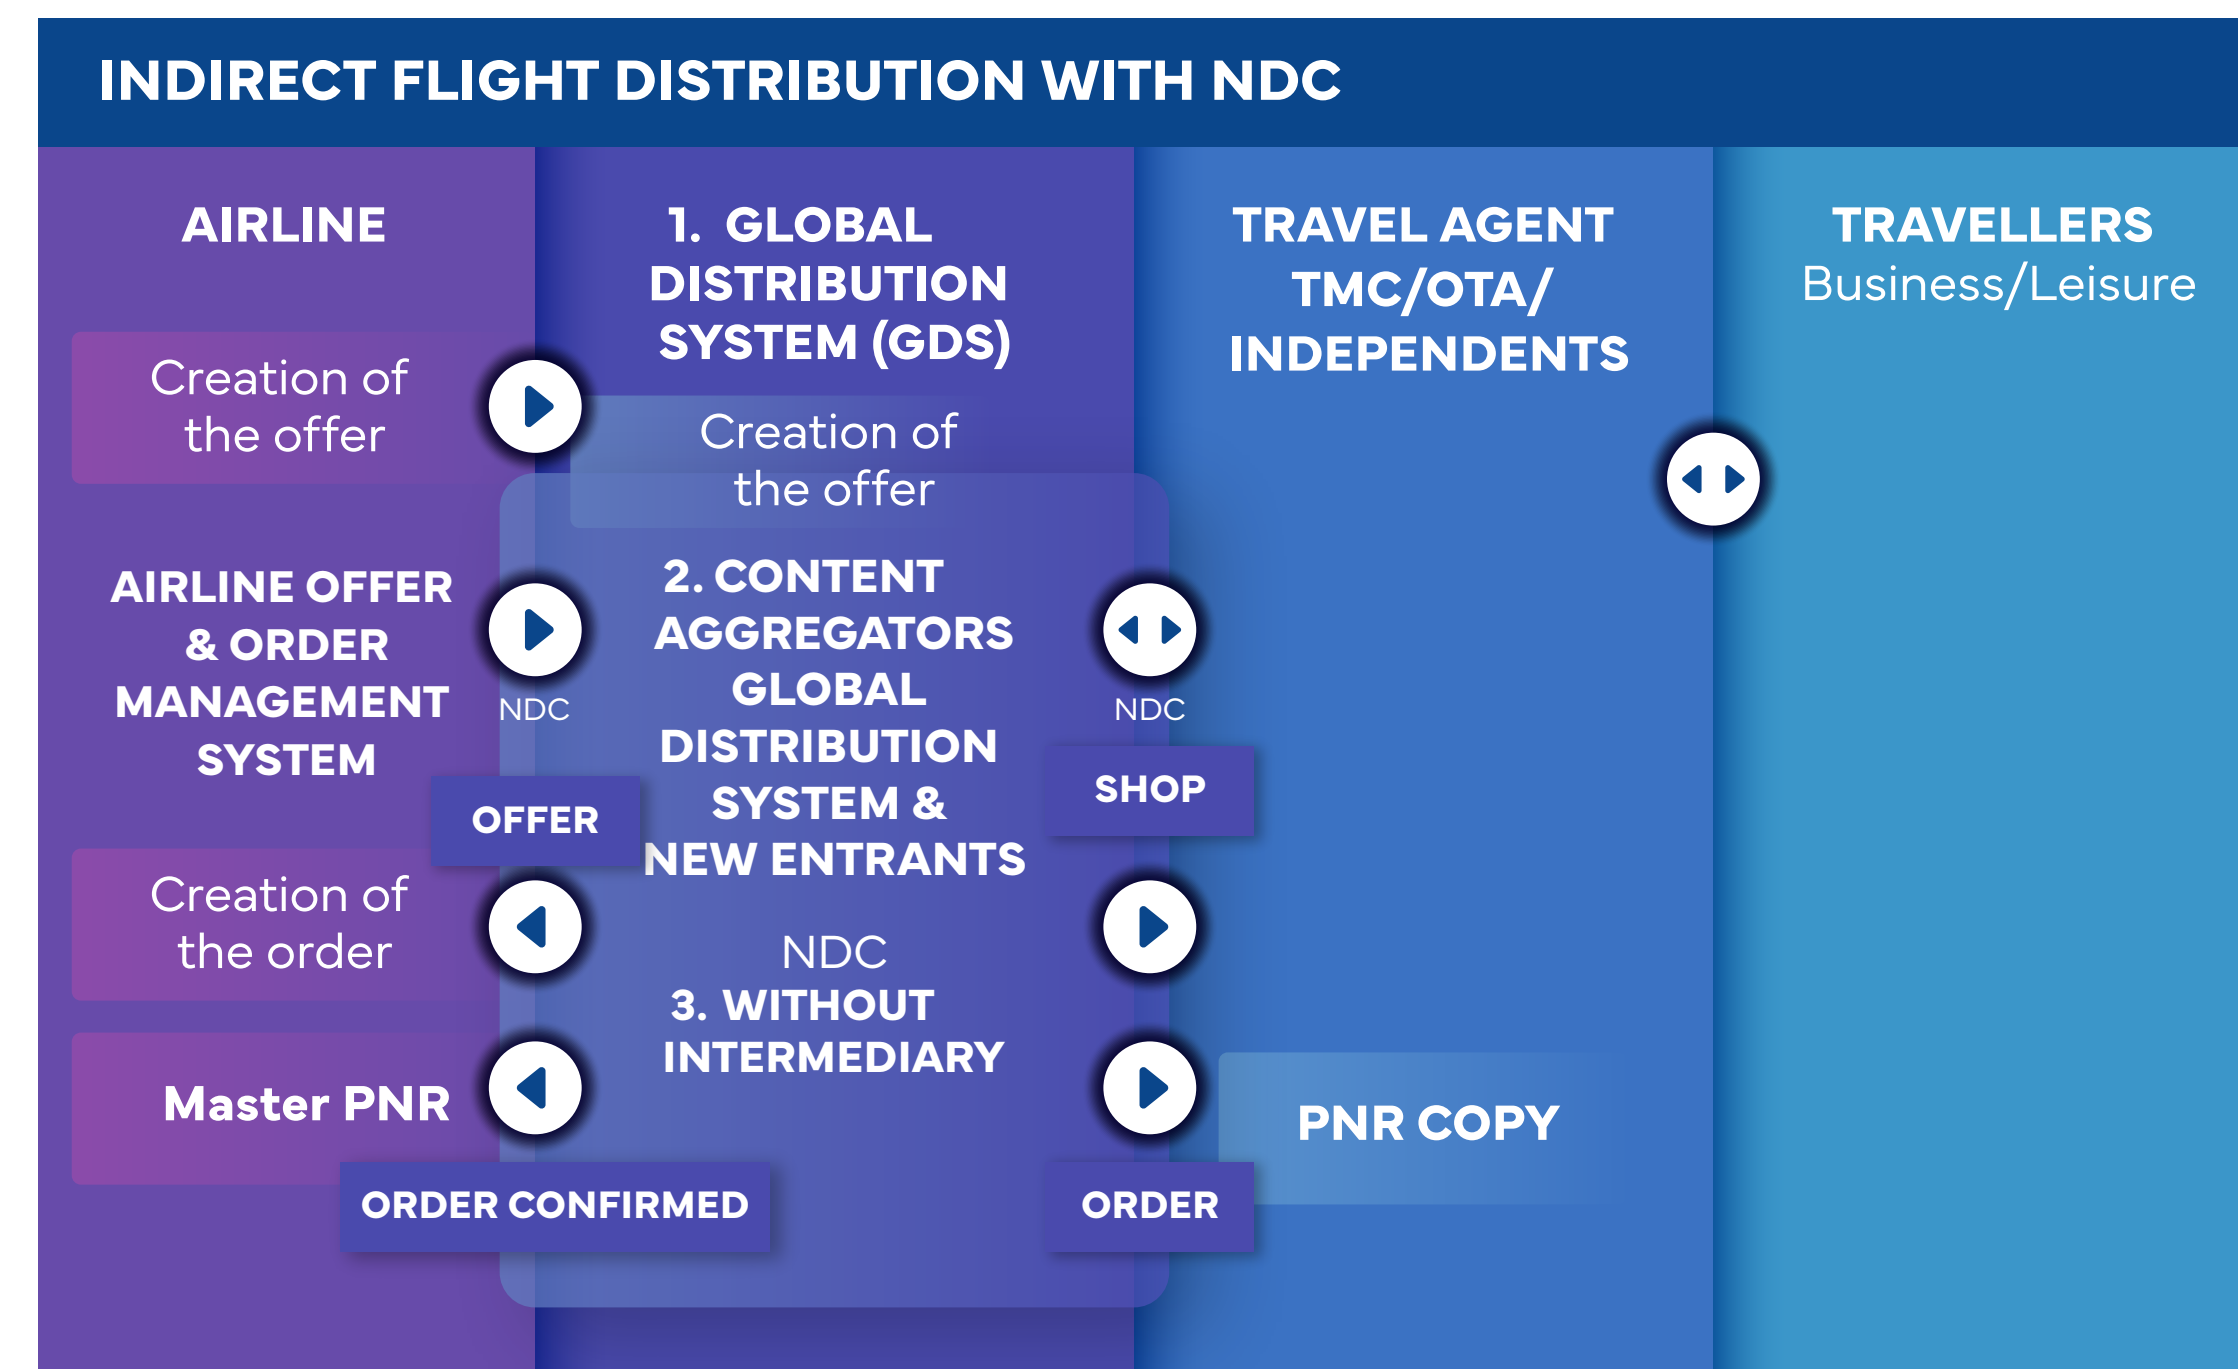 INDIRECT FLIGHT DISTRIBUTION WITH NDC
AIRLINE
Creation of
the offer
AIRLINE OFFER
& ORDER
MANAGEMENT
SYSTEM
Creation of
the order
Master PNR
NDC
OFFER
ORDER CONFIRMED
1. GLOBAL
DISTRIBUTION
SYSTEM (GDS)
Creation of
the offer
2. CONTENT
AGGREGATORS
GLOBAL
DISTRIBUTION
SYSTEM &
NEW ENTRANTS
NDC
3. WITHOUT
INTERMEDIARY
NDC
SHOP
ORDER
TRAVEL AGENT
TMC/OTA/
INDEPENDENTS
PNR COPY
TRAVELLERS
Business/Leisure